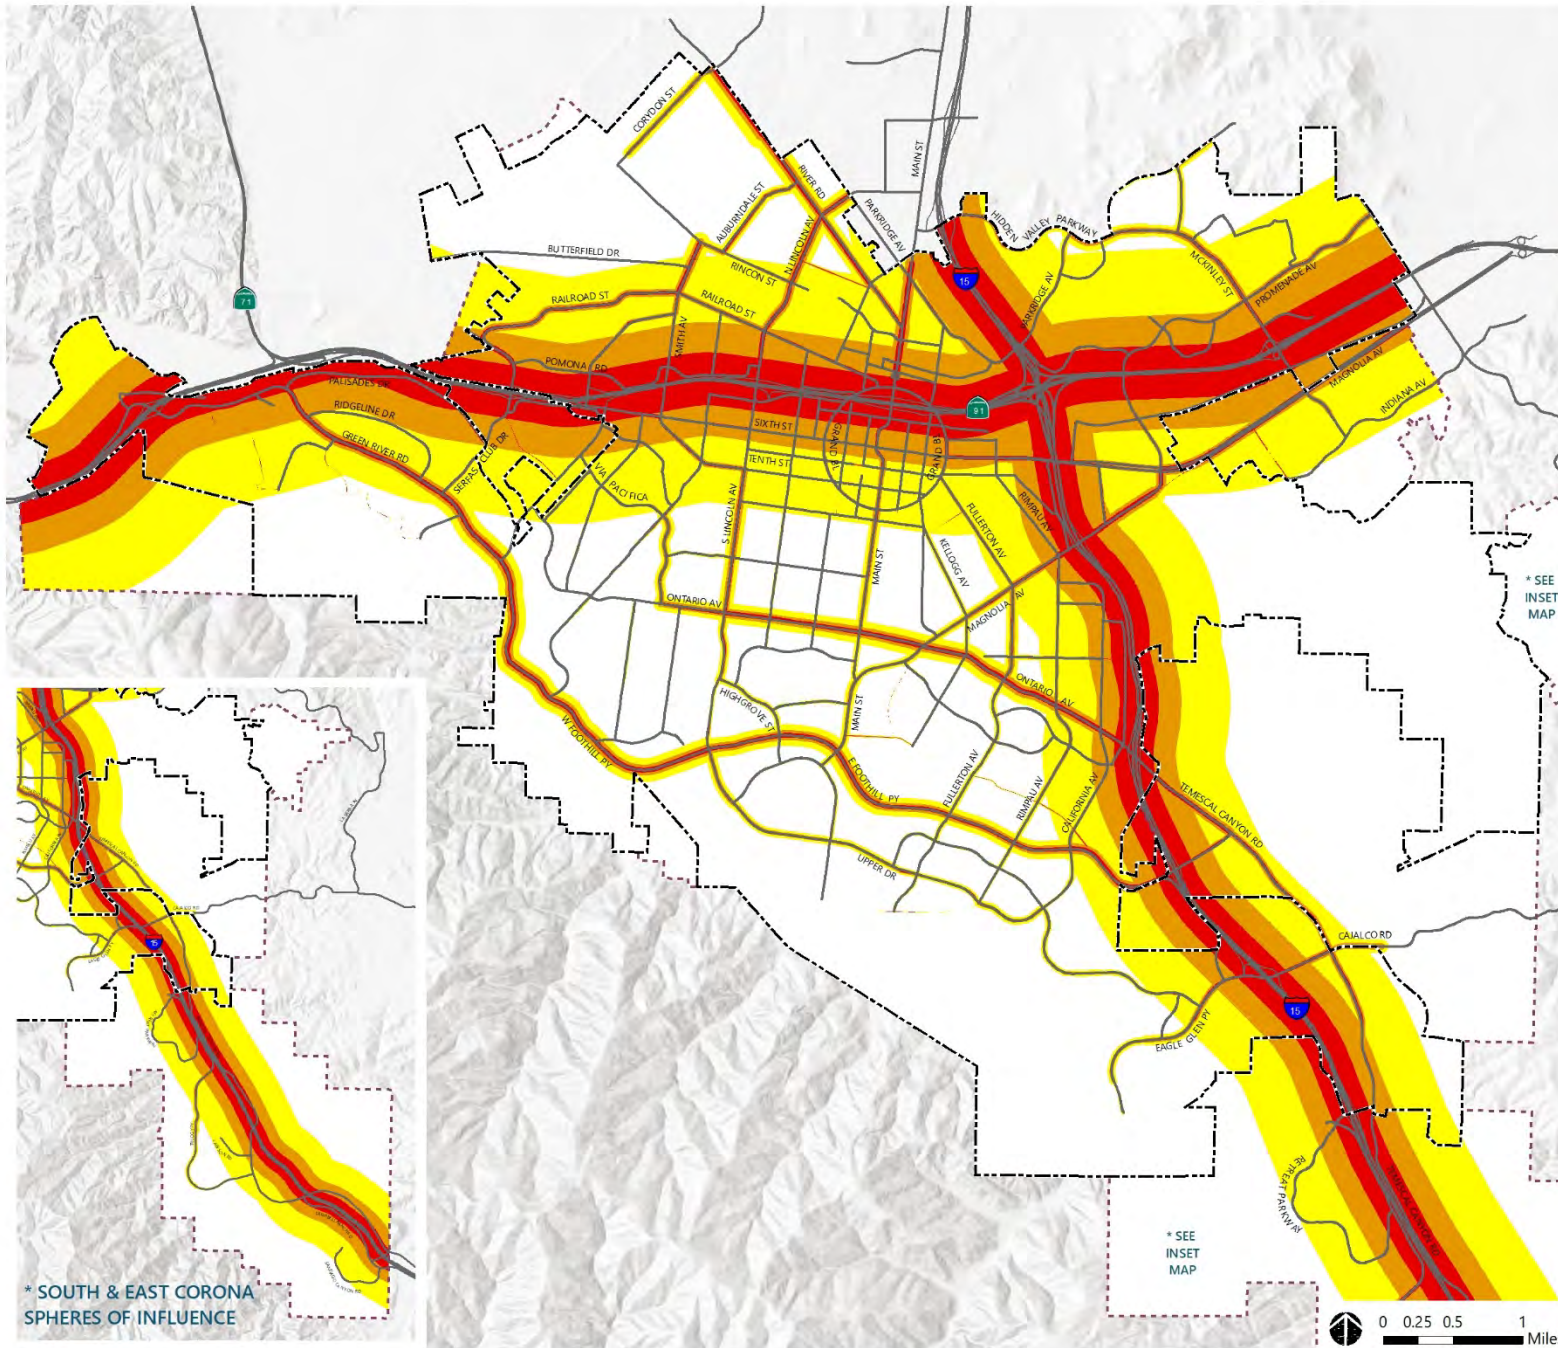 CORYDON ST
RIVER RD
MAIN ST
AUBURNDALE ST
N LINCOLN AV
PARKRIDGE AV
HIDDEN
VALLEY
PARKWAY
BUTTERFIELD DR
RINCON ST
MCKINLEY ST
PROMENADE AV
15
71
RAILROAD ST
RAILROAD ST
PARKRIDGE AV
SMITH AV
POMONA RD
PALISADES DR
MAGNOLIA AV
INDIANA AV
91
RIDGELINE DR
SIXTH ST
GRAND BL
GREEN RIVER RD
SERFAS CLUB DR
TENTH ST
VIA PACIFICA
S LINCOLN AV
RIMPAU AV
FULLERTON AV
KELLOGG AV
MAIN ST
* SEE
INSET
MAP
ONTARIO AV
MAGNOLIA AV
ONTARIO AV
HIGHGROVE ST
MAIN ST
W FOOTHILL PY
E FOOTHILL PY
FULLERTON AV
RIMPAU AV
CALIFORNIA AV
TEMESCAL CANYON RD
UPPER DR
CAJALCO RD
15
EAGLE GLEN PY
15
RETREAT PARKWAY
TEMESCAL CANYON RD
* SEE
INSET
MAP
* SOUTH & EAST CORONA
SPHERES OF INFLUENCE
0 0.25 0.5 1
Mile